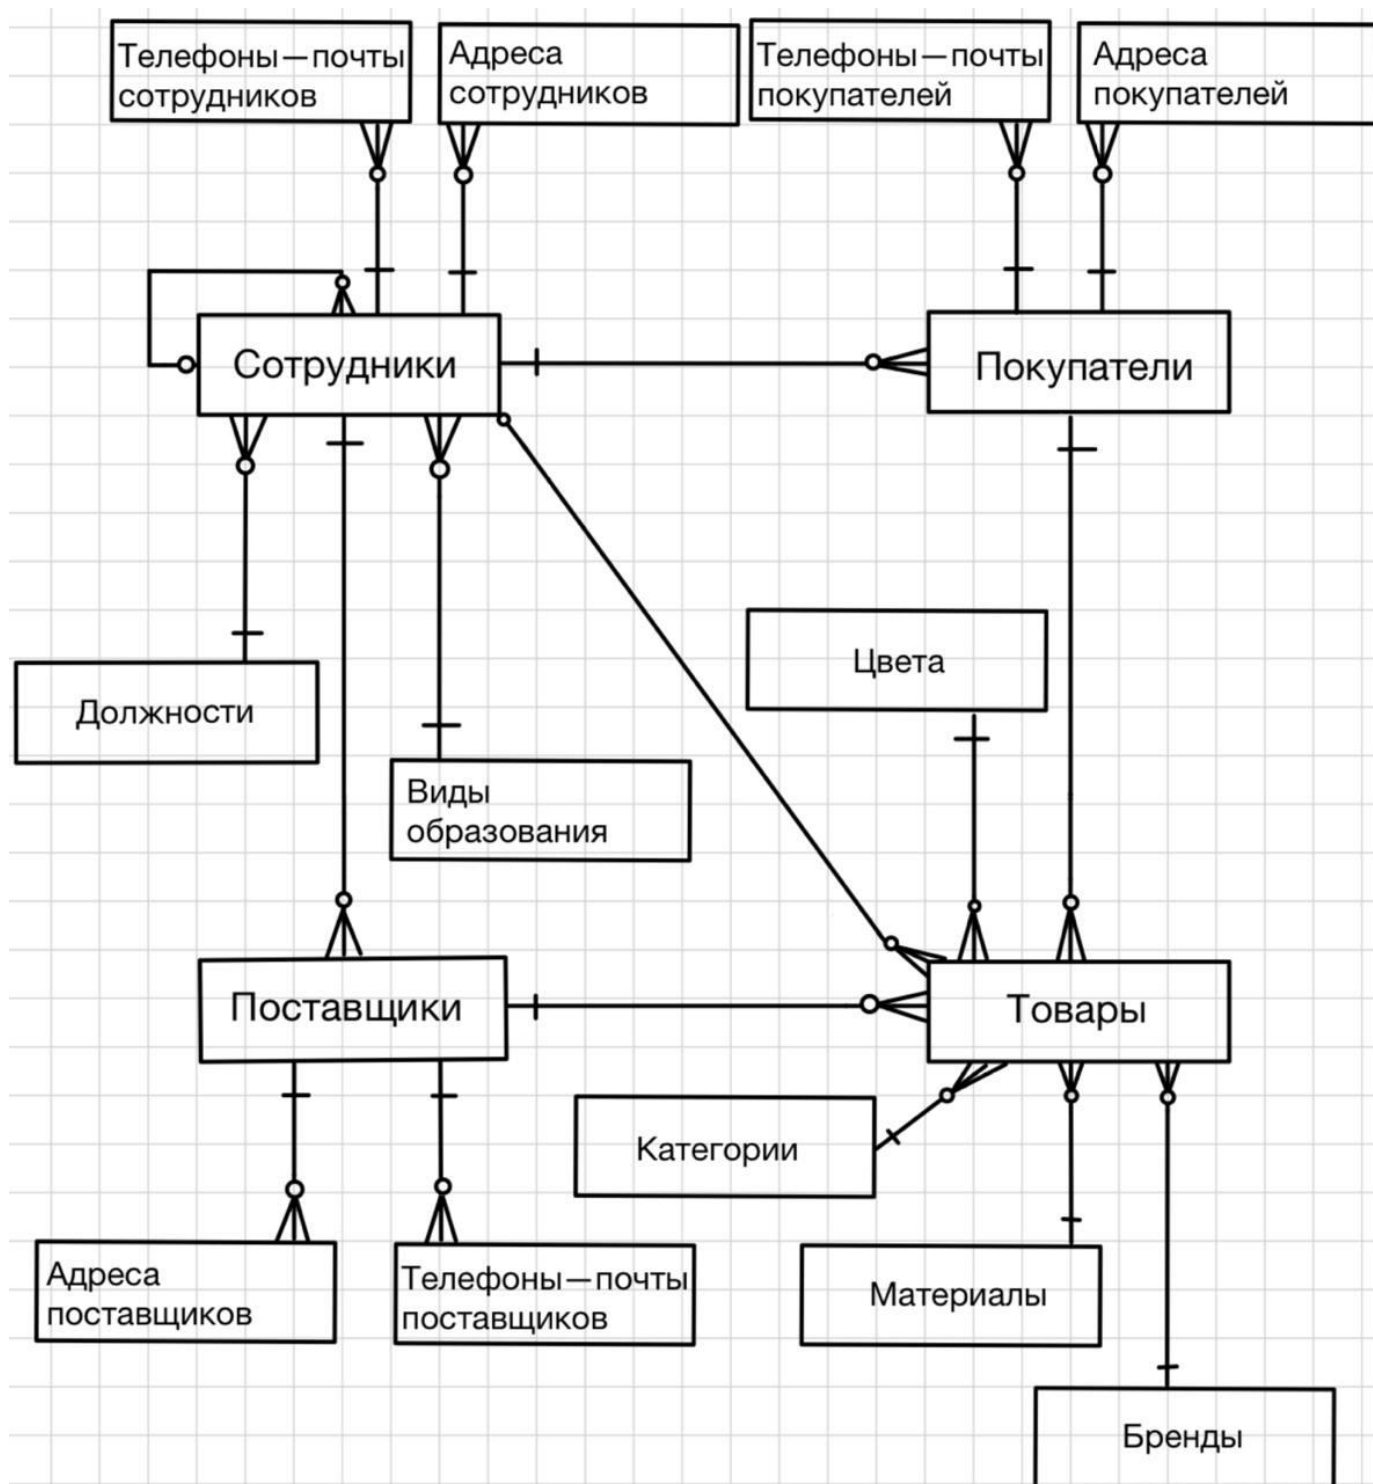 Телефоны—почты
сотрудников
Адреса
сотрудников
Телефоны—почты
покупателей
Адреса
покупателей
Сотрудники
Покупатели
Цвета
Должности
Виды
образования
Поставщики
Товары
Категории
Адреса
поставщиков
Телефоны—почты
поставщиков
Материалы
Бренды